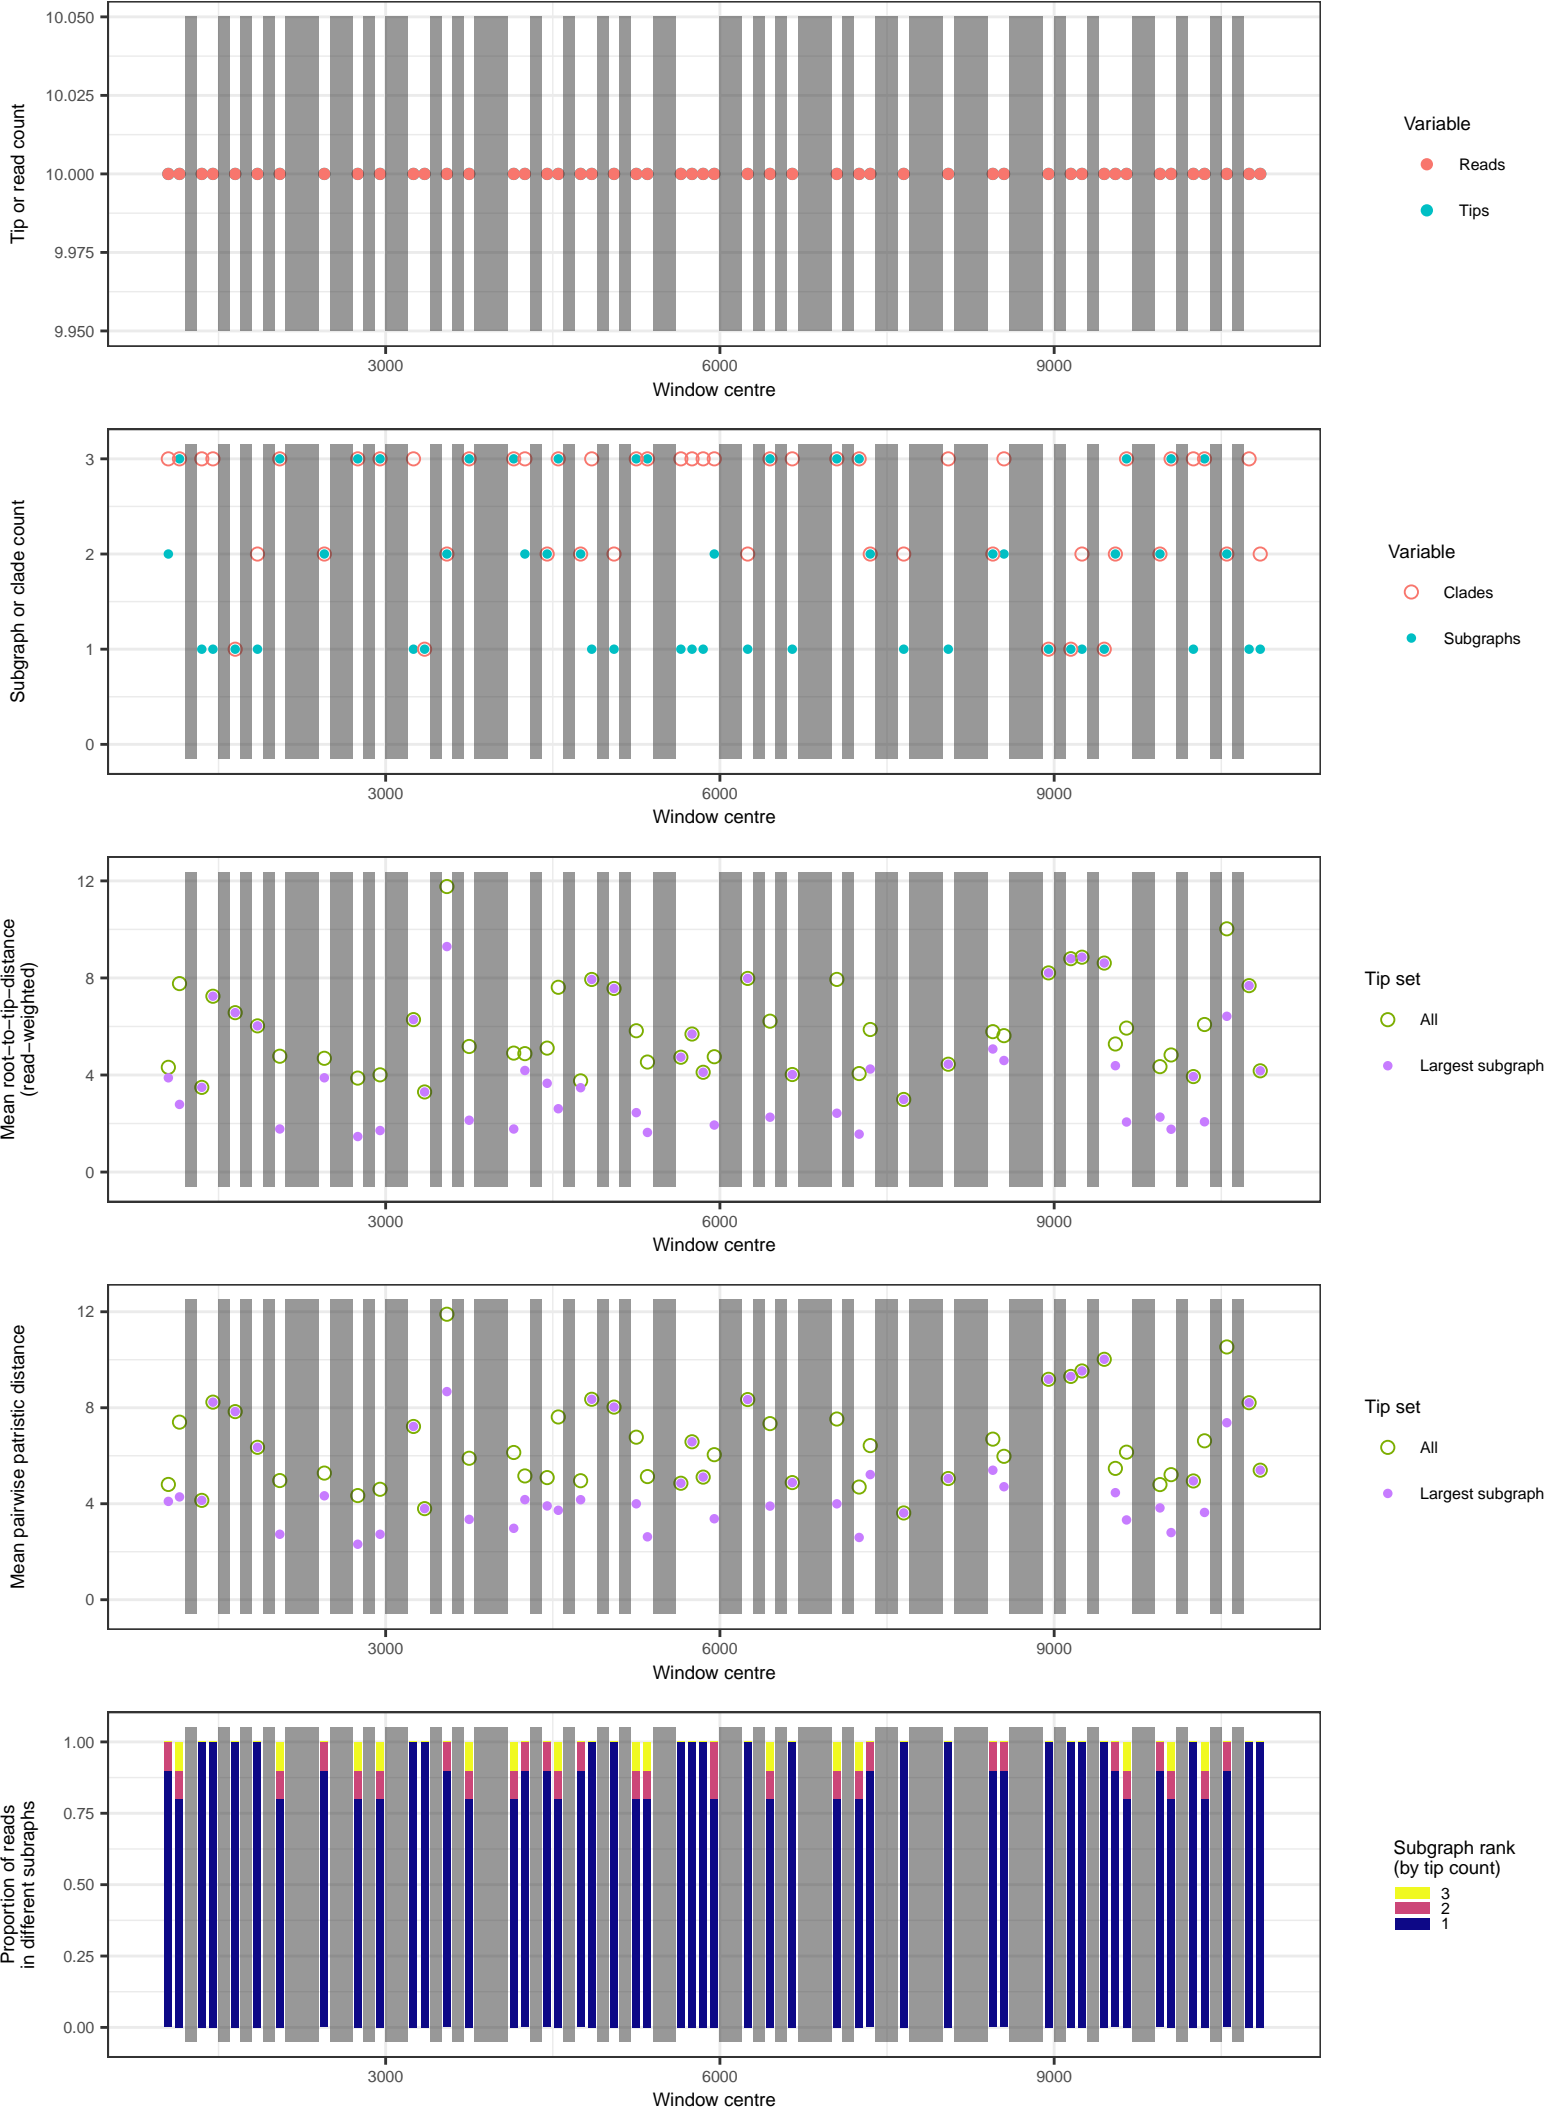 10.050
10.025
10.000
9.975
9.950
Tip or read count
3000
6000
9000
Window centre
Variable
Reads
Tips
3
2
1
0
Subgraph or clade count
3000
6000
9000
Window centre
Variable
Clades
Subgraphs
12
8
4
0
Mean root−to−tip−distance
(read−weighted)
3000
6000
9000
Window centre
Tip set
All
Largest subgraph
12
8
4
0
Mean pairwise patristic distance
3000
6000
9000
Window centre
Tip set
All
Largest subgraph
1.00
0.75
0.50
0.25
0.00
Proportion of reads
in different subraphs
3000
6000
9000
Window centre
Subgraph rank
(by tip count)
3
2
1